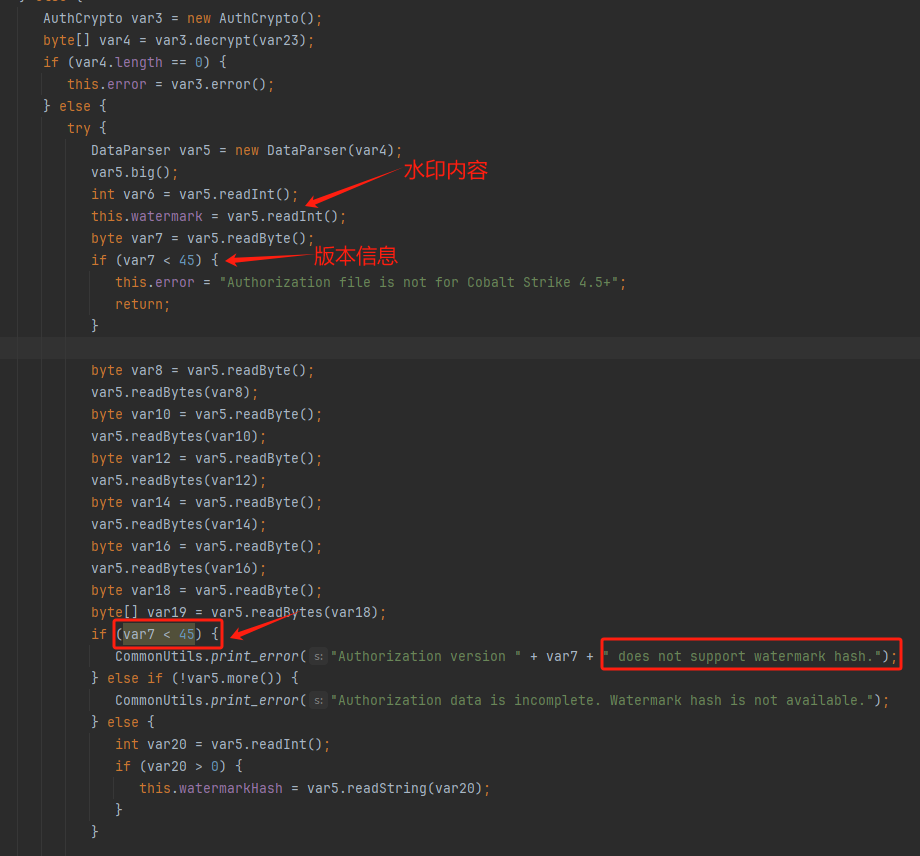 AuthCrypto var3 = new AuthCrypto();
byte[] var4 = var3.decrypt(var23);
if (var4.length == 0) {
this.error = var3.error();
} else {
try {
DataParser var5 = new DataParser(var4);
var5.big();
水印内容
int var6 = var5.readInt();
this.watermark = var5.readInt();
byte var7 = var5.readByte();
版本信息
if (var7 < 45) {
this.error = "Authorization file is not for Cobalt Strike 4.5+";
return;
}
byte var8 = var5.readByte();
var5.readBytes(var8);
byte var10 = var5.readByte();
var5.readBytes(var10);
byte var12 = var5.readByte();
var5.readBytes(var12);
byte var14 = var5.readByte();
var5.readBytes(var14);
byte var16 = var5.readByte();
var5.readBytes(var16);
byte var18 = var5.readByte();
byte[] var19 = var5.readBytes(var18);
if (var7 < 45) {
CommonUtils.print_error( s: "Authorization version " + var7 + " does not support watermark hash.");
} else if (!var5.more()) {
CommonUtils.print_error( s: "Authorization data is incomplete. Watermark hash is not available.");
} else {
int var20 = var5.readInt();
if (var20 > 0) {
this.watermarkHash = var5.readString(var20);
}
}